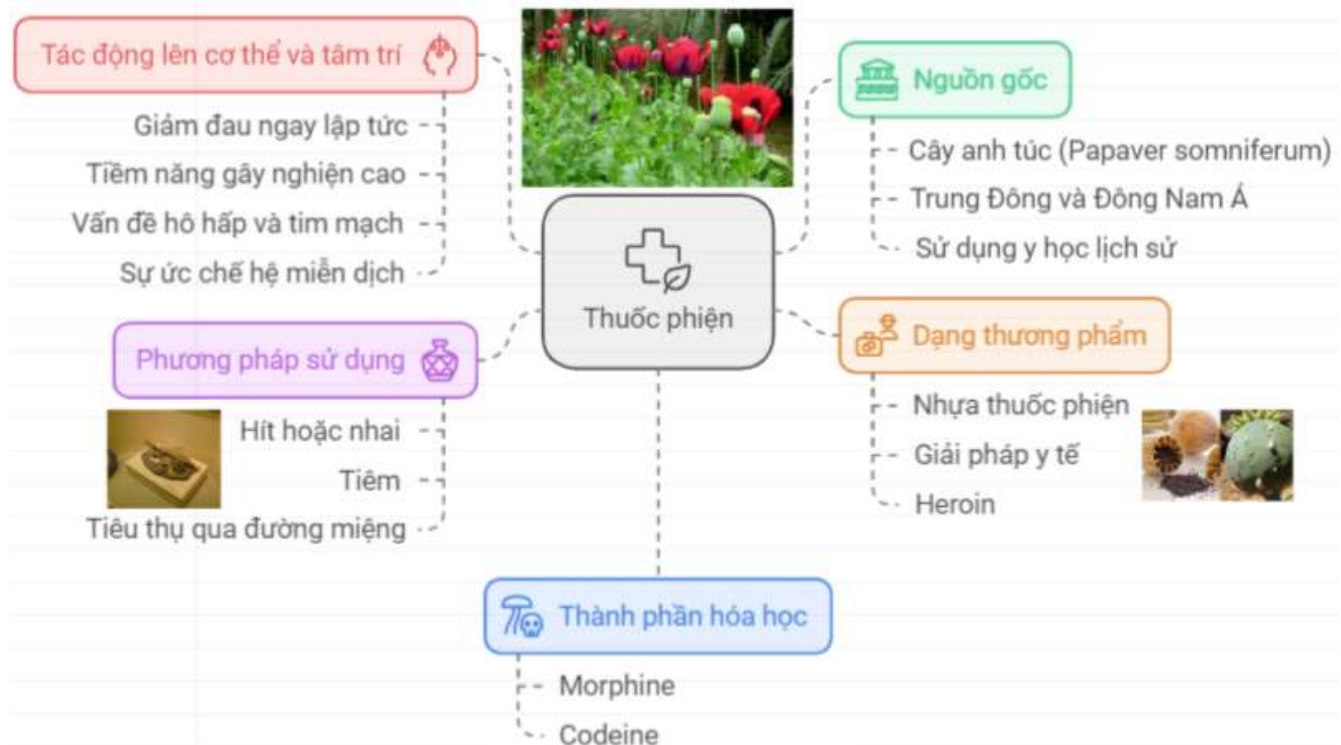 Tác động lên cơ thể và tâm trí
Giảm đau ngay lập tức
Tiềm năng gây nghiện cao
Vấn đề hô hấp và tim mạch
Sự ức chế hệ miễn dịch
Nguồn gốc
Cây anh túc (Papaver somniferum)
Trung Đông và Đông Nam Á
Sử dụng y học lịch sử
Thuốc phiện
Phương pháp sử dụng
Hít hoặc nhai
Tiêm
Tiêu thụ qua đường miệng
Dạng thương phẩm
Nhựa thuốc phiện
Giải pháp y tế
Heroin
Thành phần hóa học
Morphine
Codeine